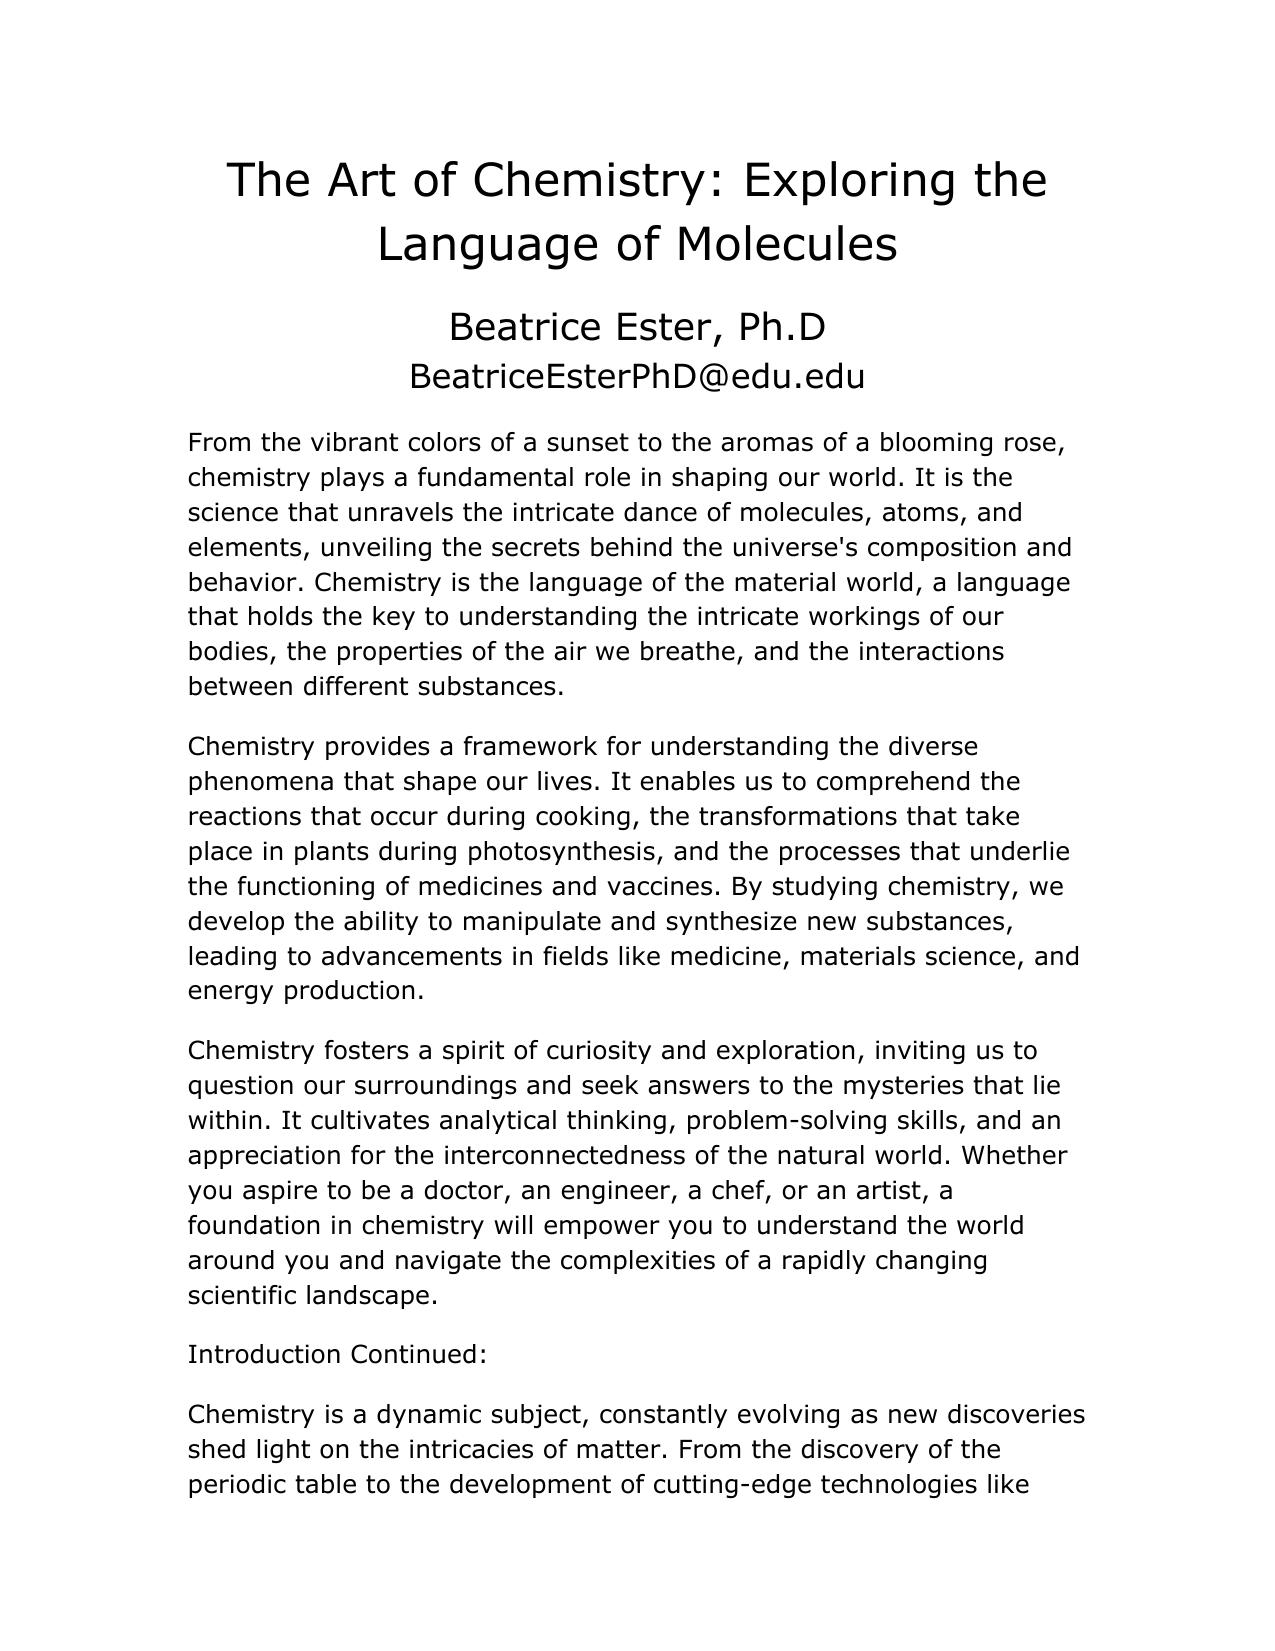 The Art of Chemistry: Exploring the
Language of Molecules
Beatrice Ester, Ph.D
BeatriceEsterPhD@edu.edu
From the vibrant colors of a sunset to the aromas of a blooming rose,
chemistry plays a fundamental role in shaping our world. It is the
science that unravels the intricate dance of molecules, atoms, and
elements, unveiling the secrets behind the universe's composition and
behavior. Chemistry is the language of the material world, a language
that holds the key to understanding the intricate workings of our
bodies, the properties of the air we breathe, and the interactions
between different substances.
Chemistry provides a framework for understanding the diverse
phenomena that shape our lives. It enables us to comprehend the
reactions that occur during cooking, the transformations that take
place in plants during photosynthesis, and the processes that underlie
the functioning of medicines and vaccines. By studying chemistry, we
develop the ability to manipulate and synthesize new substances,
leading to advancements in fields like medicine, materials science, and
energy production.
Chemistry fosters a spirit of curiosity and exploration, inviting us to
question our surroundings and seek answers to the mysteries that lie
within. It cultivates analytical thinking, problem-solving skills, and an
appreciation for the interconnectedness of the natural world. Whether
you aspire to be a doctor, an engineer, a chef, or an artist, a
foundation in chemistry will empower you to understand the world
around you and navigate the complexities of a rapidly changing
scientific landscape.
Introduction Continued:
Chemistry is a dynamic subject, constantly evolving as new discoveries
shed light on the intricacies of matter. From the discovery of the
periodic table to the development of cutting-edge technologies like